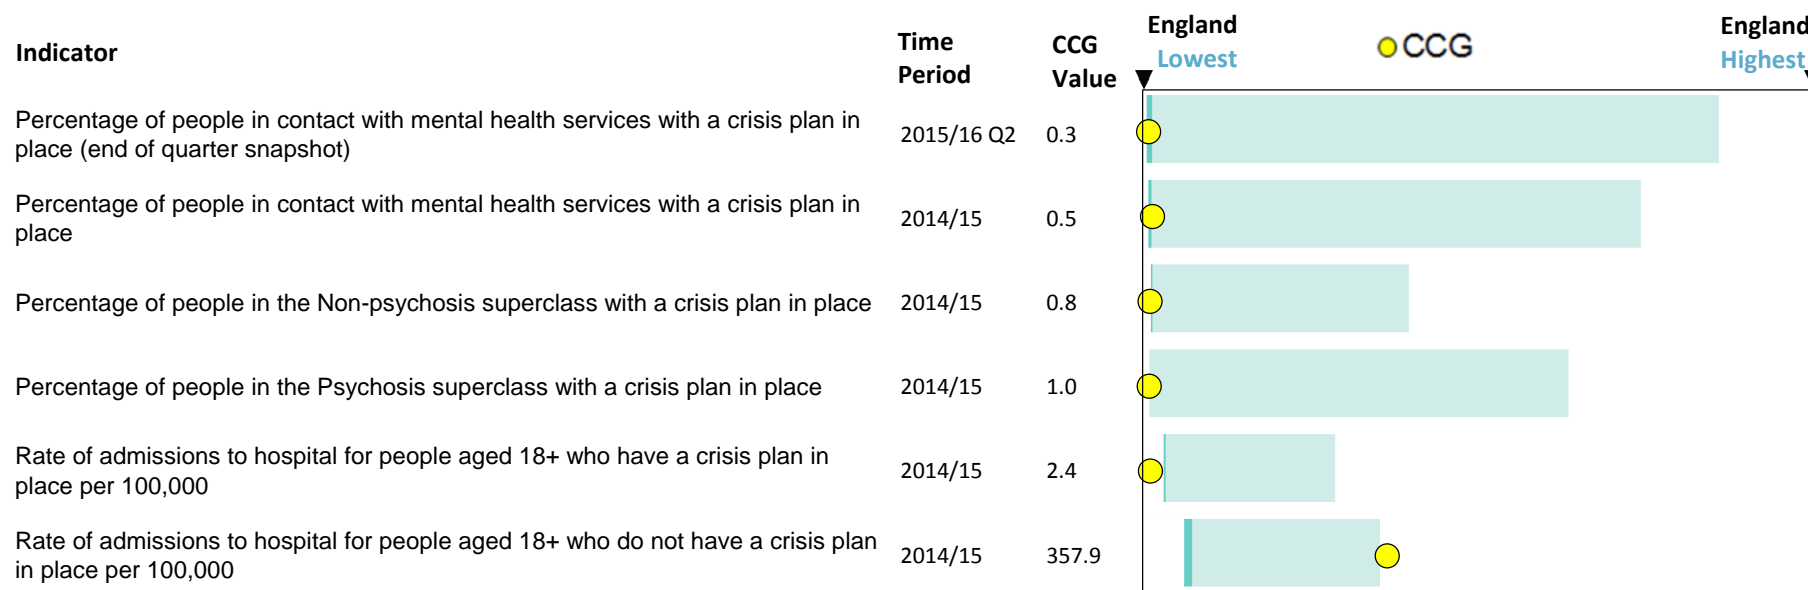 Indicator
Time
Period
CCG
Value
England
Lowest
CCG
England
Highest
Percentage of people in contact with mental health services with a crisis plan in
place (end of quarter snapshot)
2015/16 Q2
0.3
Percentage of people in contact with mental health services with a crisis plan in
place
2014/15
0.5
Percentage of people in the Non-psychosis superclass with a crisis plan in place
2014/15
0.8
Percentage of people in the Psychosis superclass with a crisis plan in place
2014/15
1.0
Rate of admissions to hospital for people aged 18+ who have a crisis plan in
place per 100,000
2014/15
2.4
Rate of admissions to hospital for people aged 18+ who do not have a crisis plan
in place per 100,000
2014/15
357.9